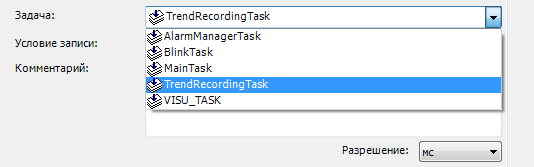 Задача: TrendRecordingTask
AlarmManagerTask
Условие записи: BlinkTask
Комментарий: MainTask
TrendRecordingTask
VISU_TASK
Разрешение: мс